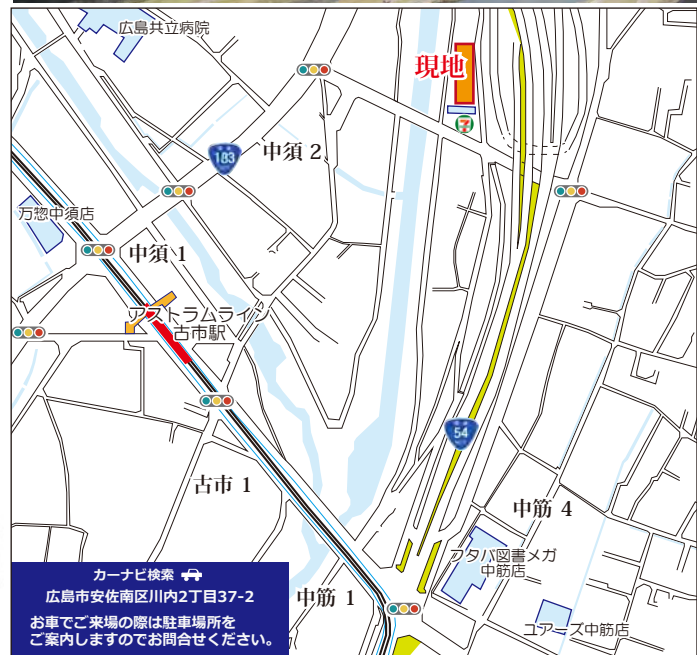 広島共立病院
現地
7
183
中須 2
万惣中須店
中須 1
アストラムライン
古市駅
54
古市 1
中筋 4
フタバ図書メガ
中筋店
中筋 1
ユアーズ中筋店
カーナビ検索
広島市安佐南区川内2丁目37-2
お車でご来場の際は駐車場所を
ご案内しますのでお問合せください。